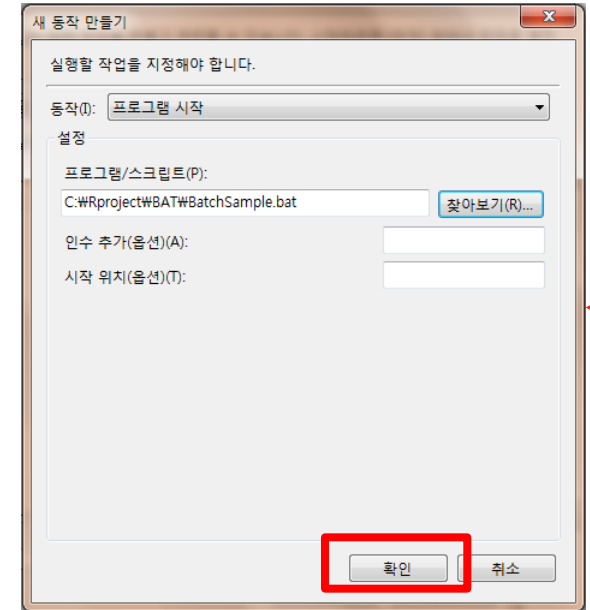 새 동작 만들기
실행할 작업을 지정해야 합니다.
동작(I): 프로그램 시작
설정
프로그램/스크립트(P):
C:₩Rproject₩BAT₩BatchSample.bat 찾아보기(R)...
인수 추가(옵션)(A):
시작 위치(옵션)(T):
확인 취소